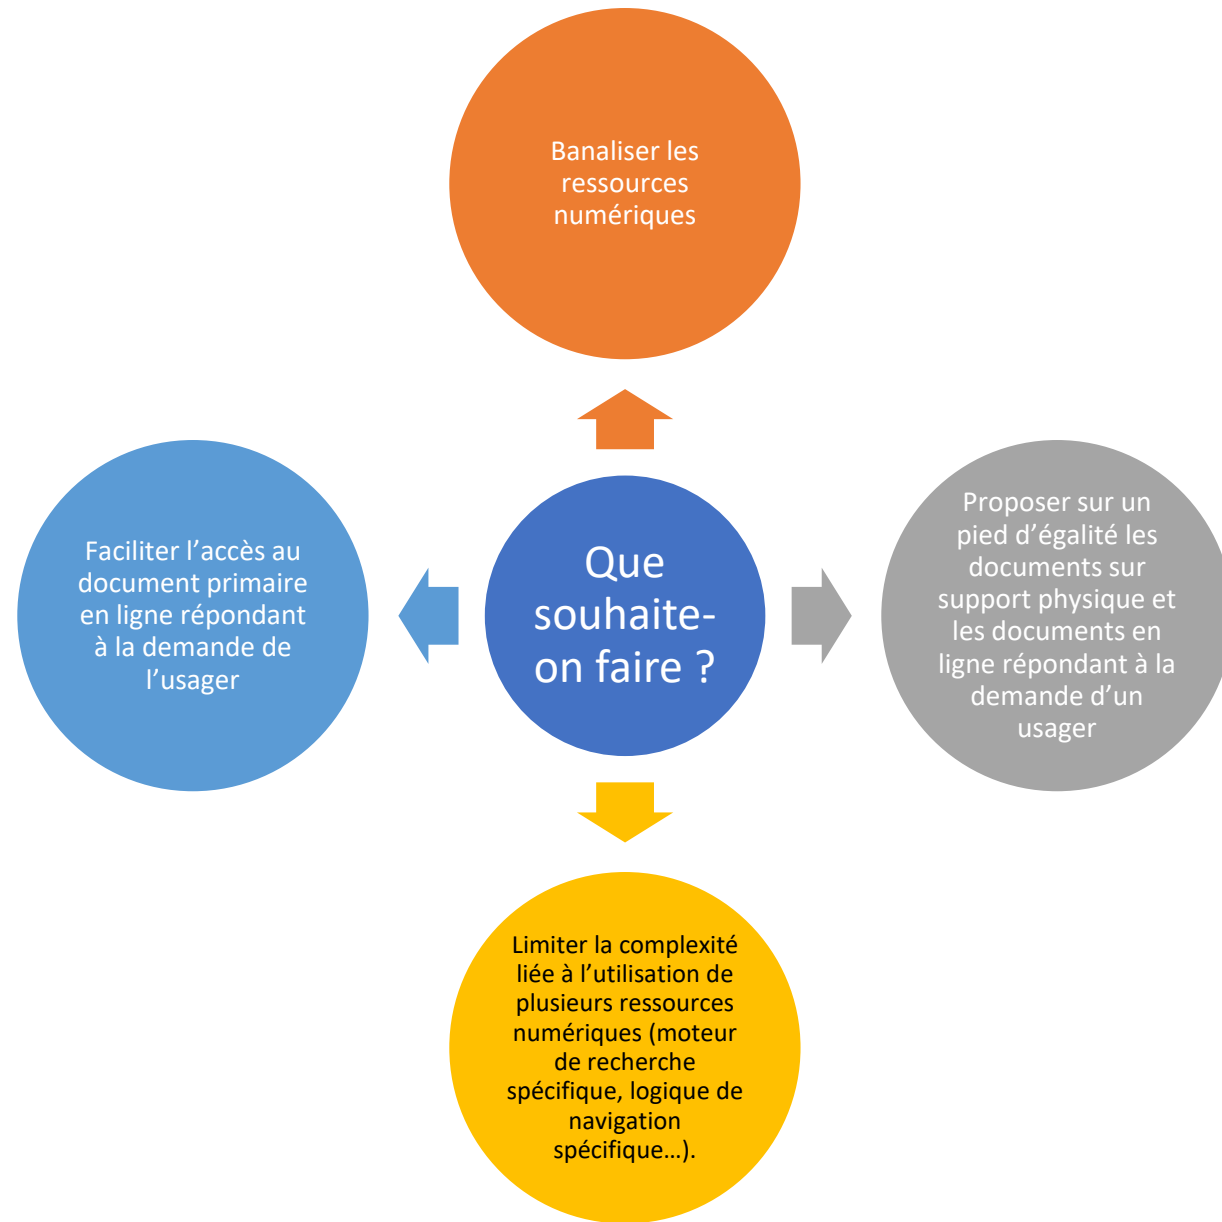 Banaliser les
ressources
numériques
Faciliter l’accès au
document primaire
en ligne répondant
à la demande de
l’usager
Que
souhaite-
on faire ?
Proposer sur un
pied d’égalité les
documents sur
support physique et
les documents en
ligne répondant à la
demande d’un
usager
Limiter la complexité
liée à l’utilisation de
plusieurs ressources
numériques (moteur
de recherche
spécifique, logique de
navigation
spécifique…).